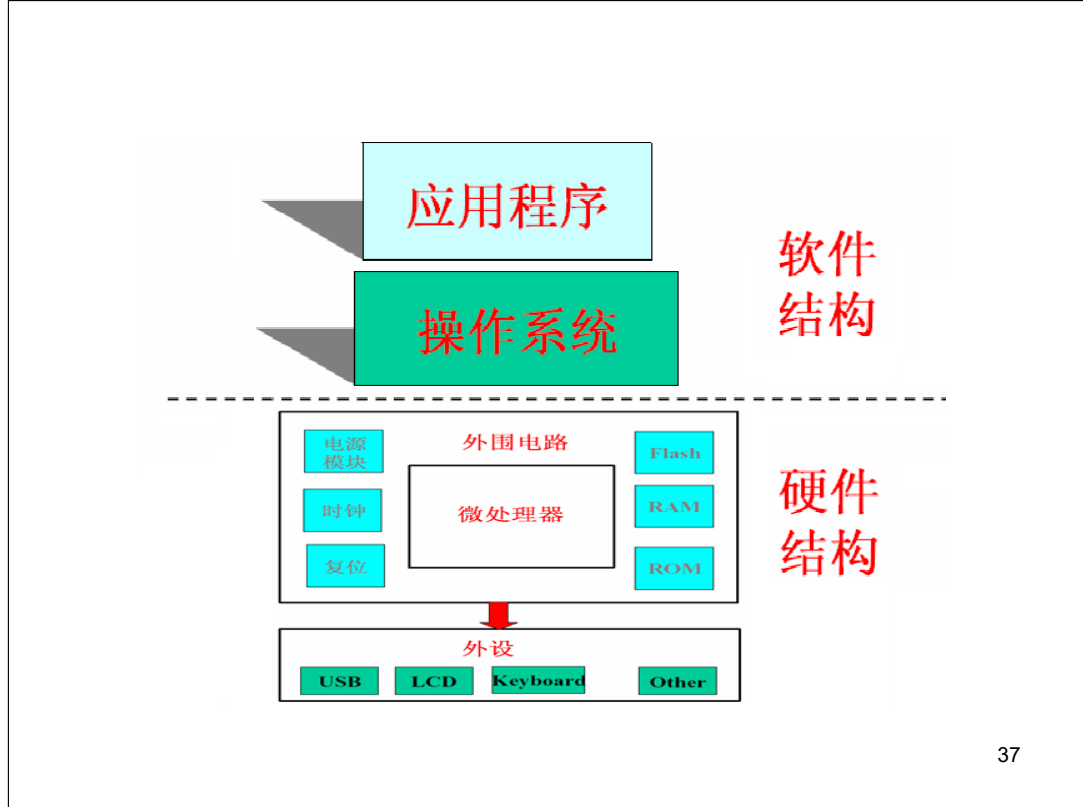 应用程序
操作系统
软件
结构
外围电路
电源
模块
时钟
复位
微处理器
Flash
RAM
ROM
硬件
结构
外设
USB
LCD
Keyboard
Other
37